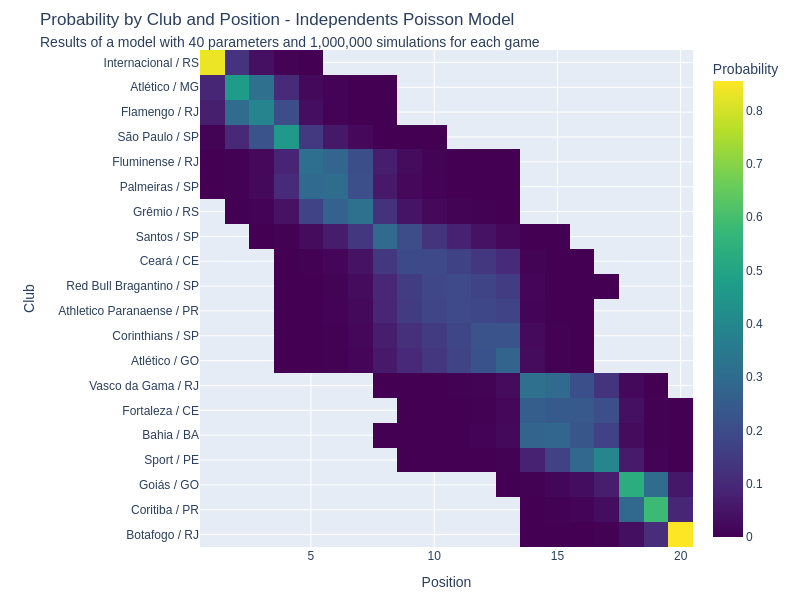 Probability by Club and Position - Independents Poisson Model
Results of a model with 40 parameters and 1,000,000 simulations for each game
Probability
Internacional / RS
Atlético / MG
Flamengo / RJ
São Paulo / SP
Fluminense / RJ
Palmeiras / SP
Grêmio / RS
Santos / SP
Ceará / CE
Red Bull Bragantino / SP
Athletico Paranaense / PR
Corinthians / SP
Atlético / GO
Vasco da Gama / RJ
Fortaleza / CE
Bahia / BA
Sport / PE
Goiás / GO
Coritiba / PR
Botafogo / RJ
Club
5
10
15
20
Position
0.8
0.7
0.6
0.5
0.4
0.3
0.2
0.1
0